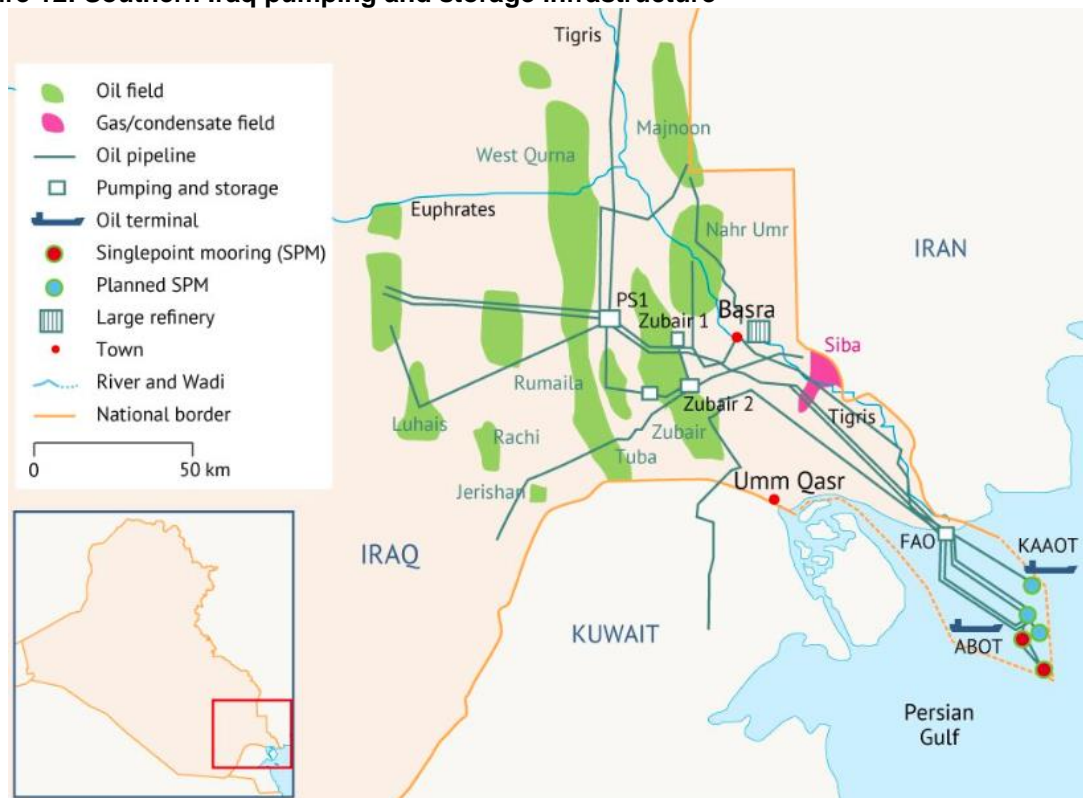 Southern Iraq pumping and storage infrastructure
Oil field
Gas/condensate field
Oil pipeline
Pumping and storage
Oil terminal
Singlepoint mooring (SPM)
Planned SPM
Large refinery
Town
River and Wadi
National border
0
50 km
Tigris
Majnoon
West Qurna
Euphrates
Nahr Umr
IRAN
PS1
Basra
Zubair 1
Siba
Rumaila
Zubair 2
Tigris
Luhais
Rachi
Zubair
Tuba
Jerishan
Umm Qasr
IRAQ
FAO
KAAOT
KUWAIT
ABOT
Persian
Gulf